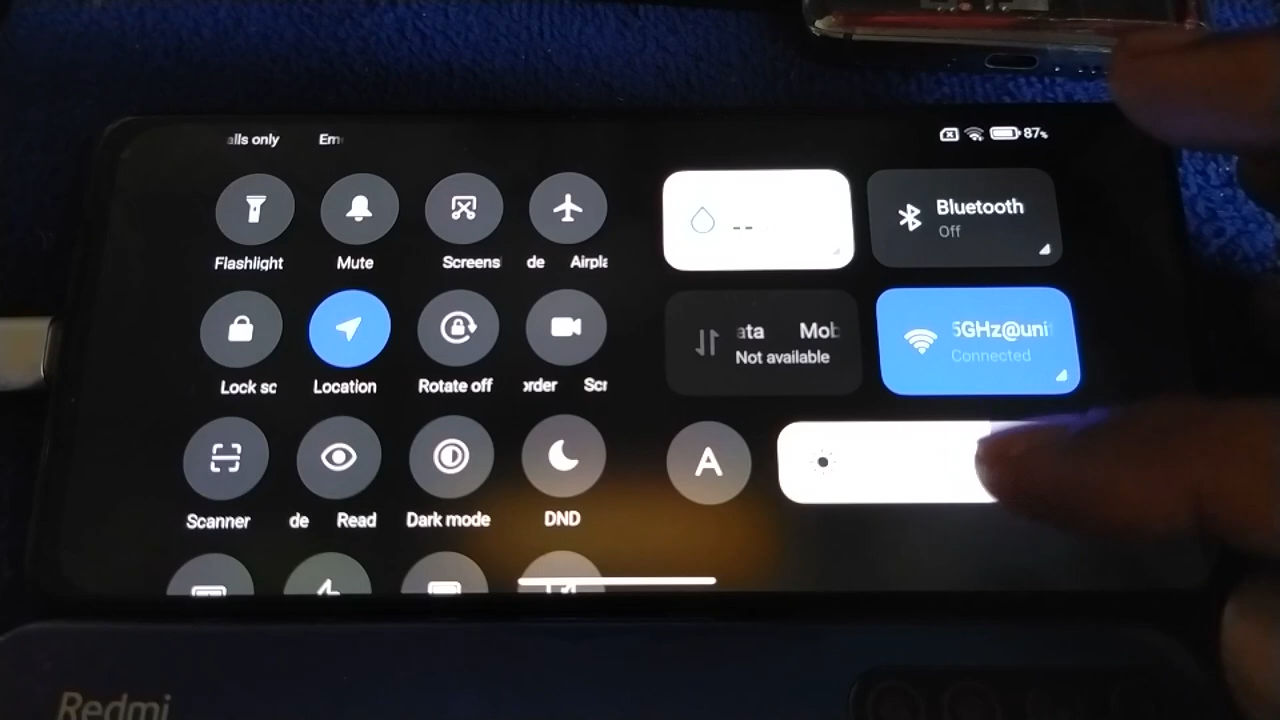 alls only Em
87%
Flashlight Mute Screens de Airpla
-- Bluetooth
Off
Lock sc Location Rotate off order Scr
ata Mob
Not available
5GHz@uni
Connected
Scanner de Read Dark mode DND
A
Redmi